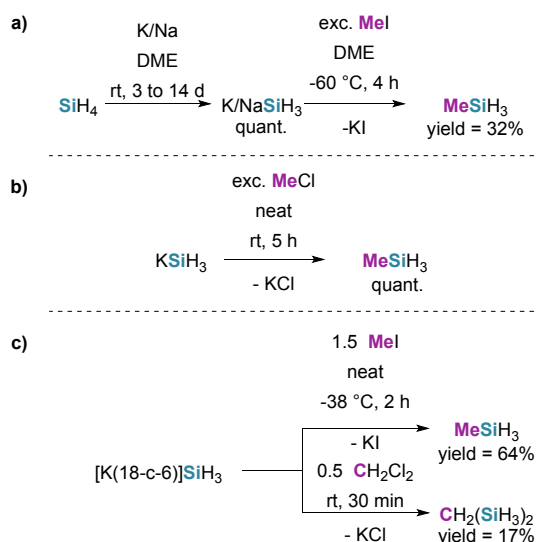 a)
K/Na
DME
rt, 3 to 14 d
SiH₄
K/NaSiH₃
quant.
exc. MeI
DME
-60 °C, 4 h
-KI
MeSiH₃
yield = 32%
b)
exc. MeCl
neat
rt, 5 h
KSiH₃
- KCl
MeSiH₃
quant.
c)
1.5 MeI
neat
-38 °C, 2 h
- KI
MeSiH₃
yield = 64%
[K(18-c-6)]SiH₃
0.5 CH₂Cl₂
rt, 30 min
- KCl
CH₂(SiH₃)₂
yield = 17%